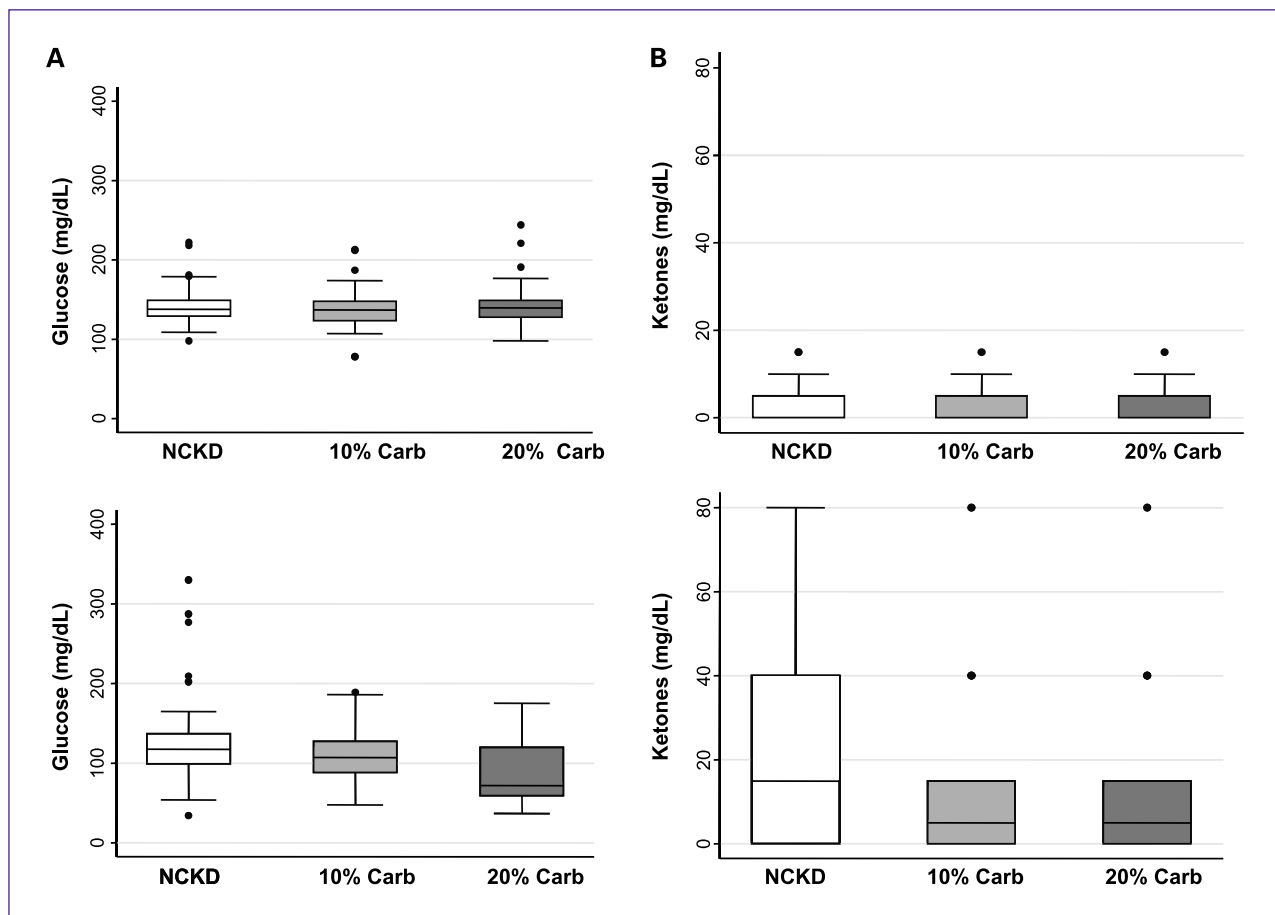 A
400
300
200
100
0
Glucose (mg/dL)
NCKD
10% Carb
20% Carb
B
80
60
40
20
0
Ketones (mg/dL)
NCKD
10% Carb
20% Carb
400
300
200
100
0
Glucose (mg/dL)
NCKD
10% Carb
20% Carb
80
60
40
20
0
Ketones (mg/dL)
NCKD
10% Carb
20% Carb